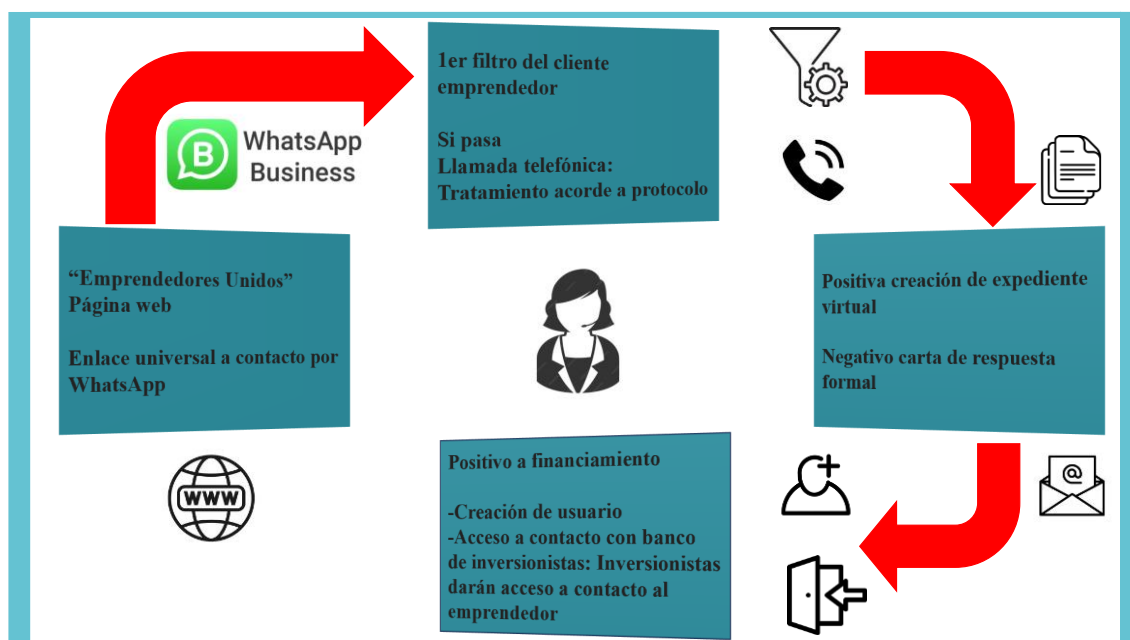 “Emprendedores Unidos”
Página web
Enlace universal a contacto por
WhatsApp
WWW
B
WhatsApp
Business
1er filtro del cliente
emprendedor
Si pasa
Llamada telefónica:
Tratamiento acorde a protocolo
Positiva creación de expediente
virtual
Negativo carta de respuesta
formal
@
Positivo a financiamiento
-Creación de usuario
-Acceso a contacto con banco
de inversionistas: Inversionistas
darán acceso a contacto al
emprendedor